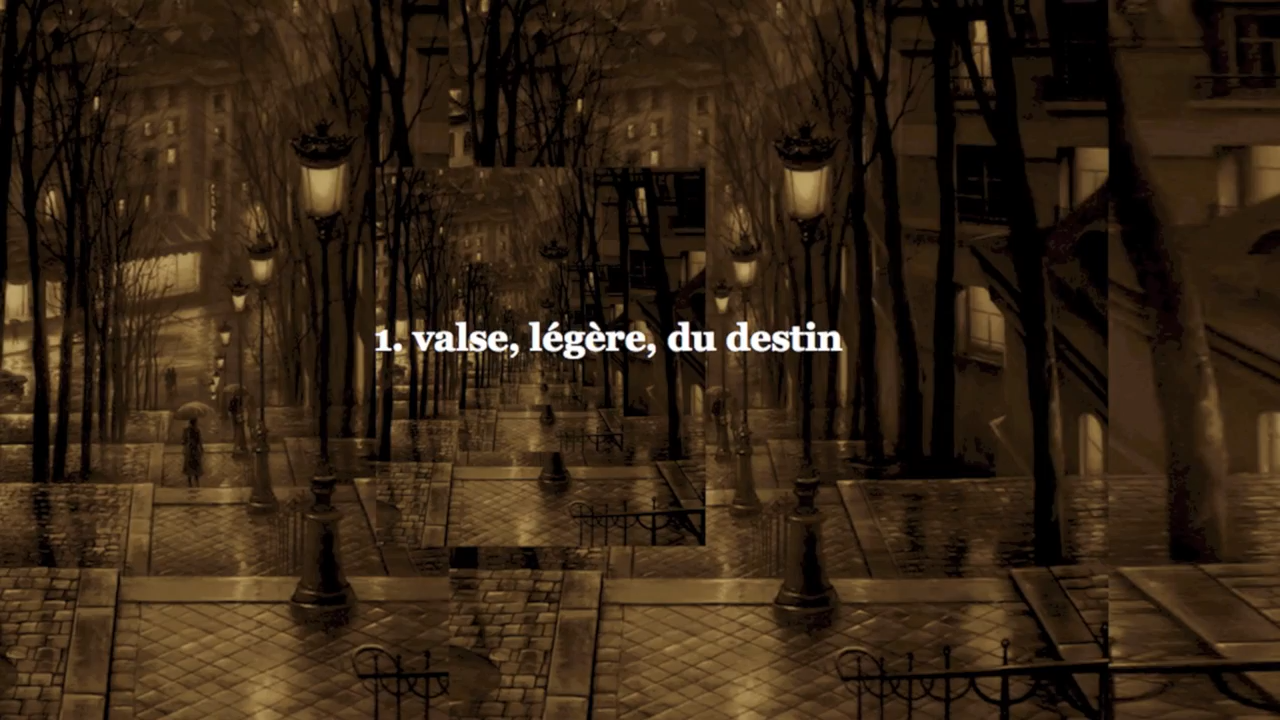 1. valse, légère, du destin